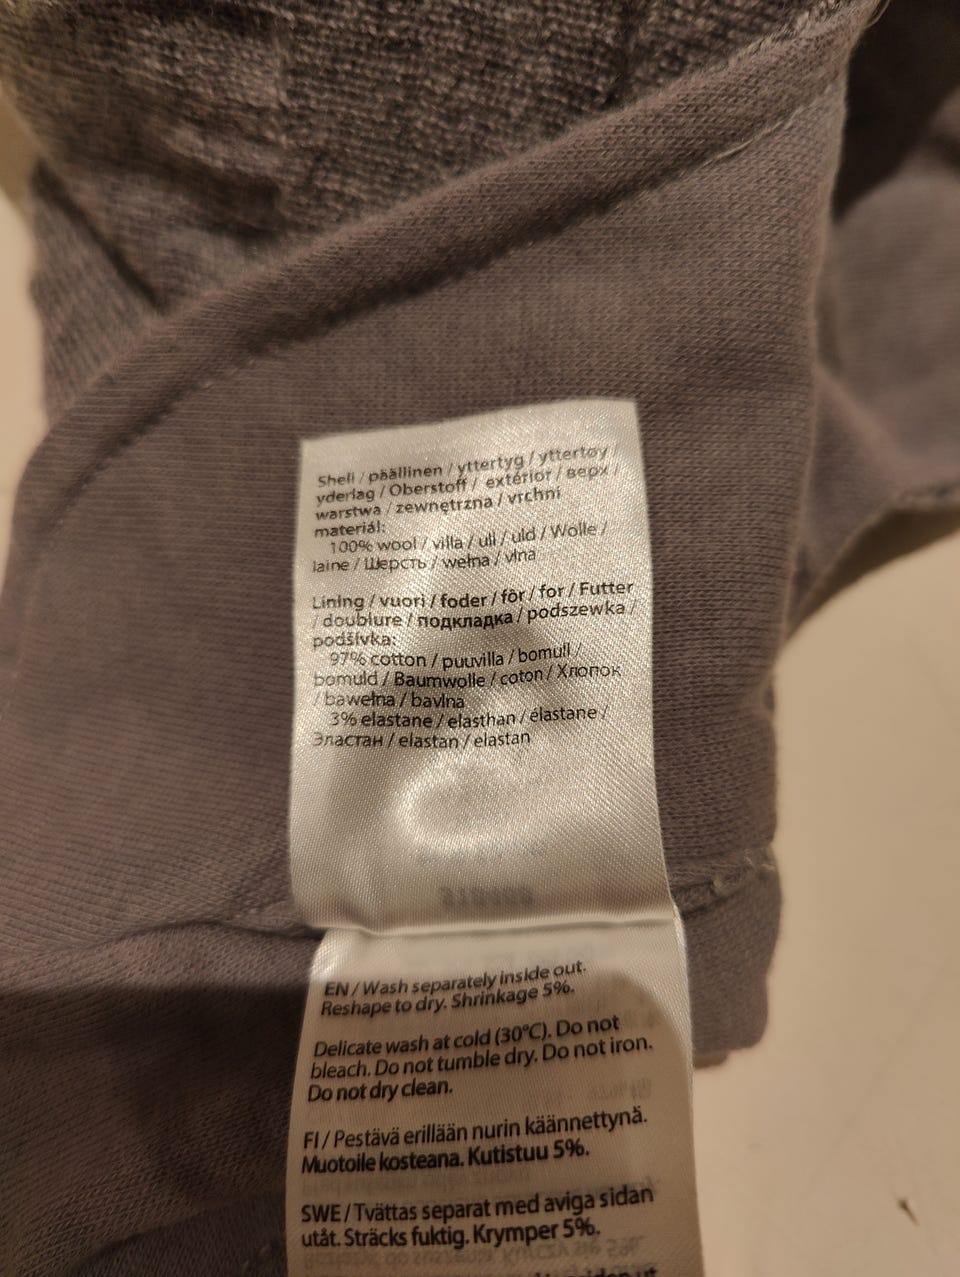 Shell / päällinen / yttertyg / yttertøy /
yderlag / Oberstoff / extérior / верх /
warstwa / zewnętrzna / vrchni
materiál:
100% wool / villa / ull / uld / Wolle /
laine / Шерсть / wełna / vlna
Lining / vuori / foder / fôr / for / Futter
/ doublure / подкладка / podszewka /
podšívka:
97% cotton / puuvilla / bomull /
bomuld / Baumwolle / coton / Хлопок
/ bawełna / bavlna
3% elastane / elasthan / élastane /
Эластан / elastan / elastan
EN / Wash separately inside out.
Reshape to dry. Shrinkage 5%.
Delicate wash at cold (30°C). Do not
bleach. Do not tumble dry. Do not iron.
Do not dry clean.
FI / Pestävä erillään nurin käännettynä.
Muotoile kosteana. Kutistuu 5%.
SWE / Tvättas separat med aviga sidan
utåt. Sträcks fuktig. Krymper 5%.